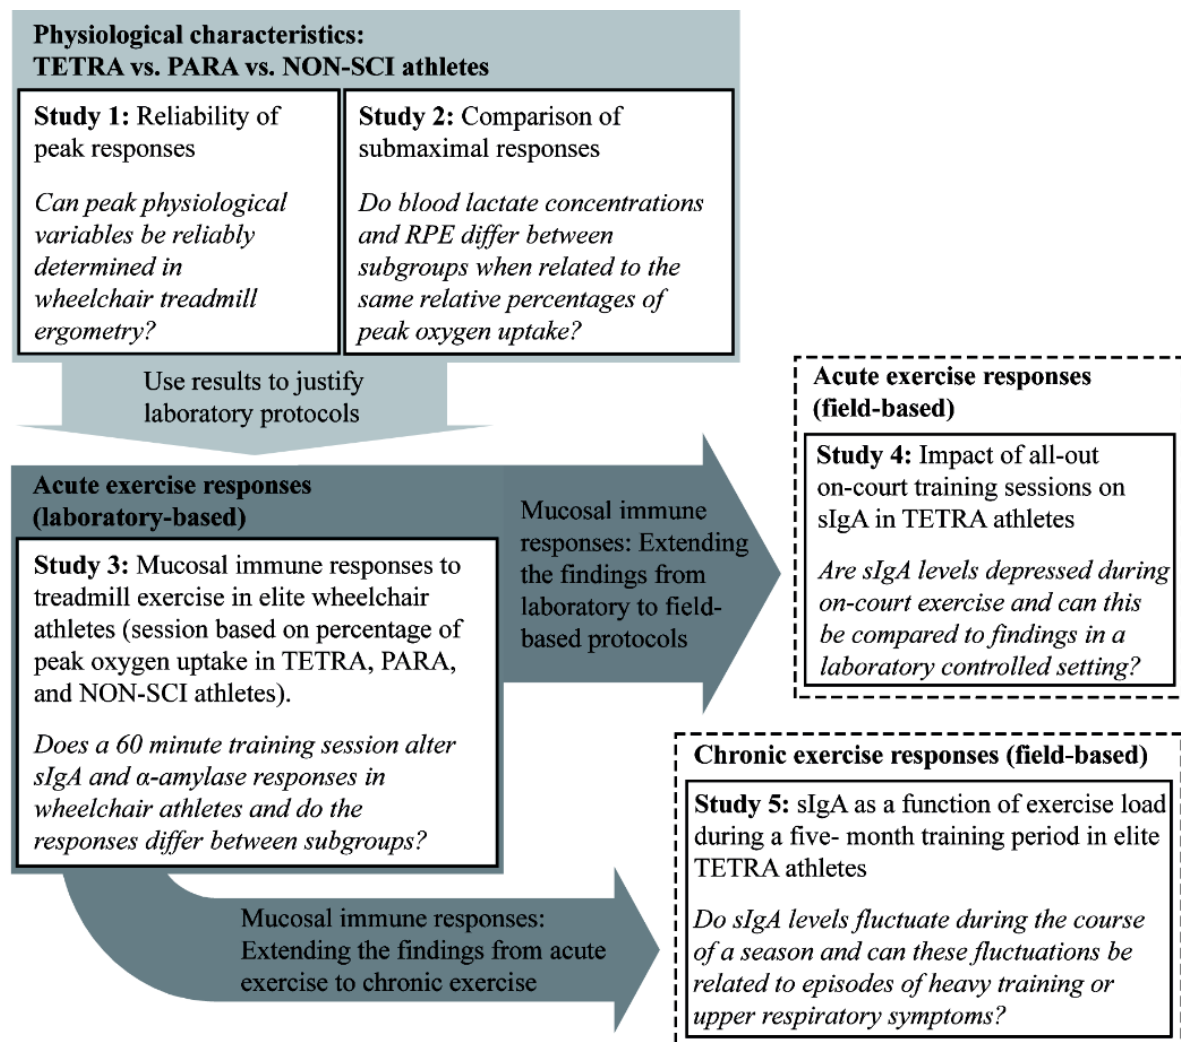 Physiological characteristics:
TETRA vs. PARA vs. NON-SCI athletes
Study 1: Reliability of
peak responses
Can peak physiological
variables be reliably
determined in
wheelchair treadmill
ergometry?
Study 2: Comparison of
submaximal responses
Do blood lactate concentrations
and RPE differ between
subgroups when related to the
same relative percentages of
peak oxygen uptake?
Use results to justify
laboratory protocols
Acute exercise responses
(laboratory-based)
Study 3: Mucosal immune responses to
treadmill exercise in elite wheelchair
athletes (session based on percentage of
peak oxygen uptake in TETRA, PARA,
and NON-SCI athletes).
Does a 60 minute training session alter
sIgA and α-amylase responses in
wheelchair athletes and do the
responses differ between subgroups?
Mucosal immune
responses: Extending
the findings from
laboratory to field-
based protocols
Acute exercise responses
(field-based)
Study 4: Impact of all-out
on-court training sessions on
sIgA in TETRA athletes
Are sIgA levels depressed during
on-court exercise and can this
be compared to findings in a
laboratory controlled setting?
Mucosal immune responses:
Extending the findings from acute
exercise to chronic exercise
Chronic exercise responses (field-based)
Study 5: sIgA as a function of exercise load
during a five- month training period in elite
TETRA athletes
Do sIgA levels fluctuate during the course
of a season and can these fluctuations be
related to episodes of heavy training or
upper respiratory symptoms?